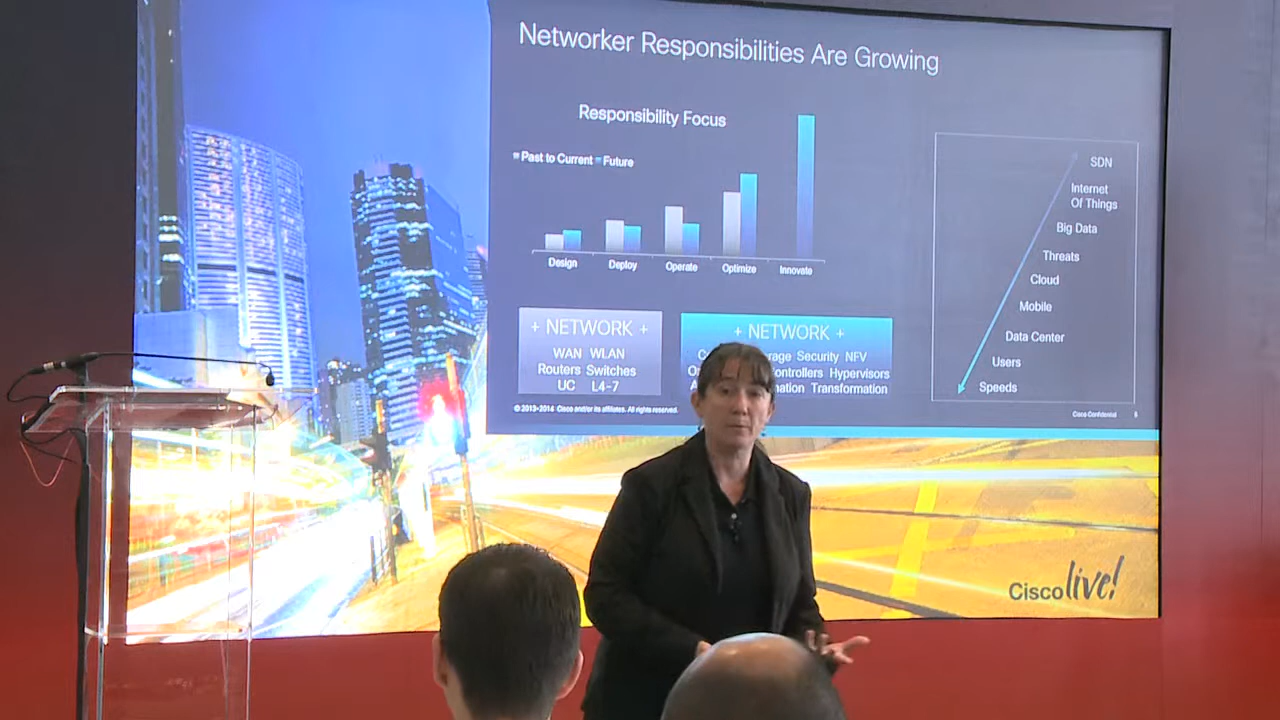 Networker Responsibilities Are Growing
Responsibility Focus
Past to Current Future
Design Deploy Operate Optimize Innovate
SDN
Internet
Of Things
Big Data
Threats
Cloud
Mobile
Data Center
Users
Speeds
+ NETWORK +
WAN WLAN
Routers Switches
UC L4-7
+ NETWORK +
Security NFV
Hypervisors
Transformation
© 2013-2014 Cisco and/or its affiliates. All rights reserved.
Cisco Confidential
Cisco live!